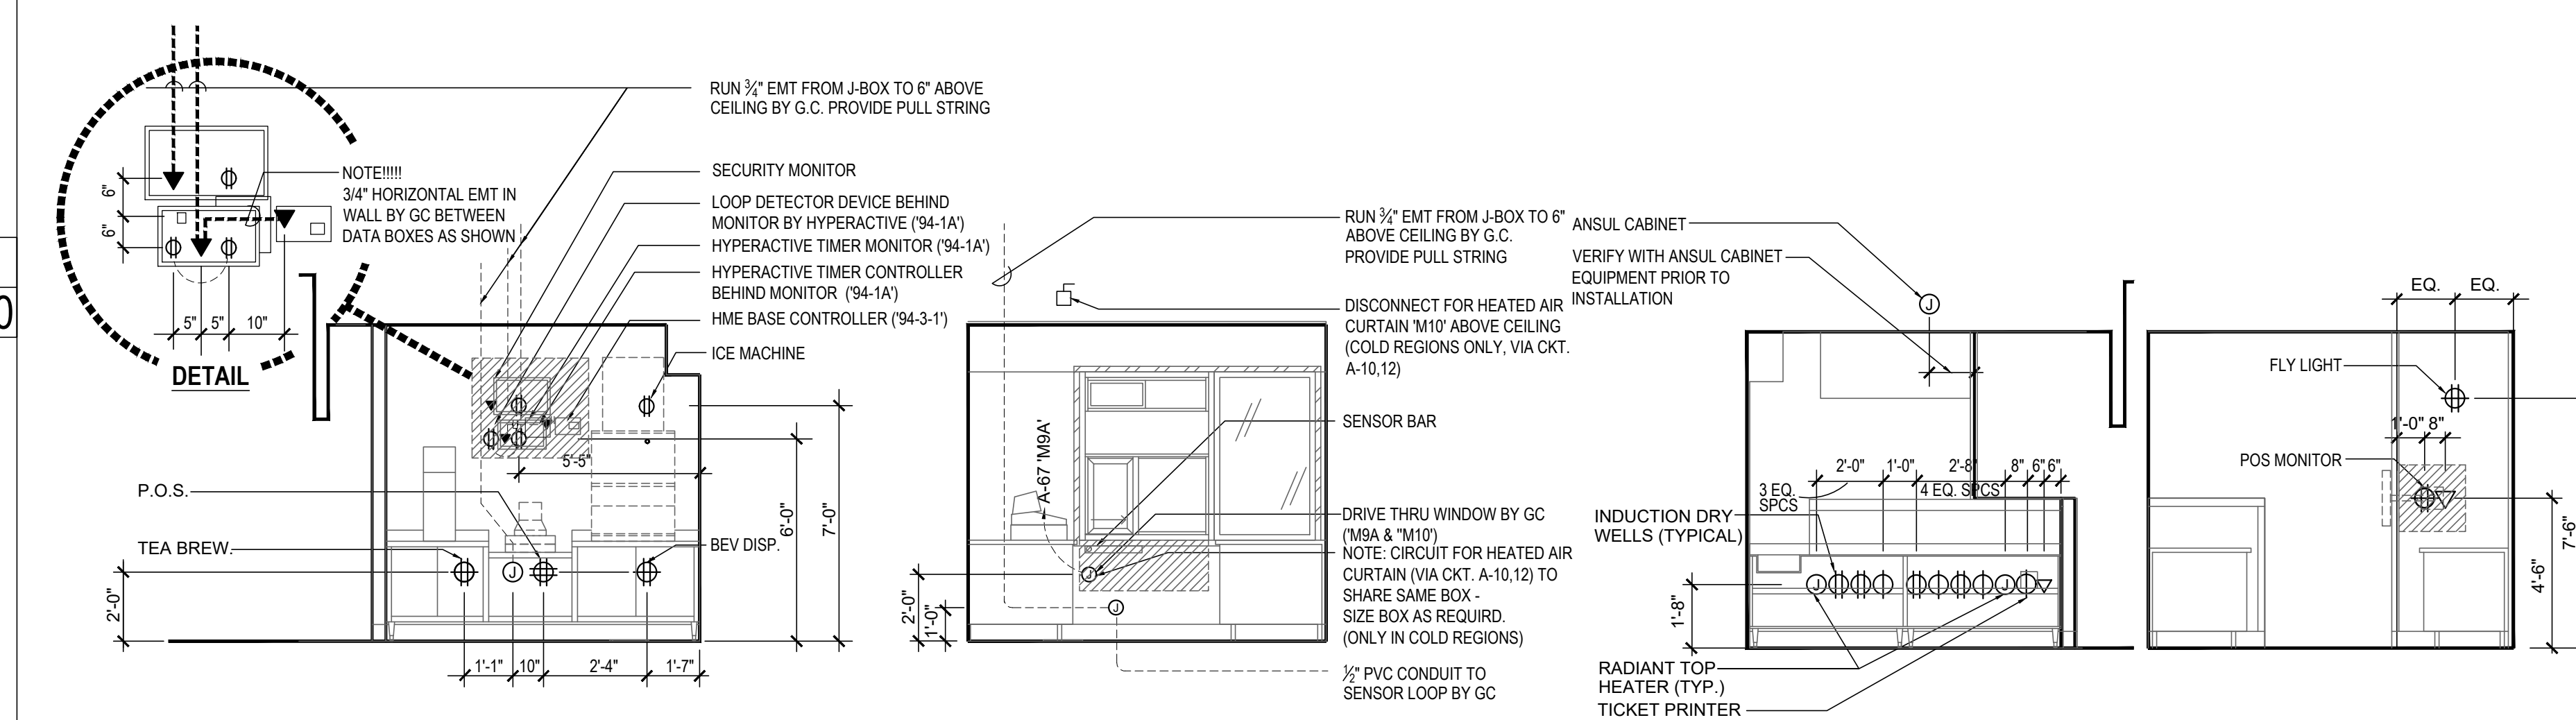 RUN 3/4" EMT FROM J-BOX TO 6" ABOVE
CEILING BY G.C. PROVIDE PULL STRING
NOTE!!!!!
3/4" HORIZONTAL EMT IN
WALL BY GC BETWEEN
DATA BOXES AS SHOWN
6"
6"
5"
5"
10"
DETAIL
SECURITY MONITOR
LOOP DETECTOR DEVICE BEHIND
MONITOR BY HYPERACTIVE ('94-1A')
HYPERACTIVE TIMER MONITOR ('94-1A')
HYPERACTIVE TIMER CONTROLLER
BEHIND MONITOR ('94-1A')
HME BASE CONTROLLER ('94-3-1')
ICE MACHINE
5'-5"
P.O.S.
TEA BREW.
BEV DISP.
J
2'-0"
6'-0"
7'-0"
1'-1"
10"
2'-4"
1'-7"
0
RUN 3/4" EMT FROM J-BOX TO 6"
ABOVE CEILING BY G.C.
PROVIDE PULL STRING
DISCONNECT FOR HEATED AIR
CURTAIN 'M10' ABOVE CEILING
(COLD REGIONS ONLY, VIA CKT.
A-10,12)
SENSOR BAR
A-67 'M9A'
DRIVE THRU WINDOW BY GC
('M9A & "M10')
NOTE: CIRCUIT FOR HEATED AIR
CURTAIN (VIA CKT. A-10,12) TO
SHARE SAME BOX -
SIZE BOX AS REQUIRD.
(ONLY IN COLD REGIONS)
1/2" PVC CONDUIT TO
SENSOR LOOP BY GC
J
J
2'-0"
1'-0"
ANSUL CABINET
VERIFY WITH ANSUL CABINET
EQUIPMENT PRIOR TO
INSTALLATION
J
2'-0"
1'-0"
2'-8"
8"
6"
6"
3 EQ.
SPCS
4 EQ. SPCS
INDUCTION DRY
WELLS (TYPICAL)
J
J
1'-8"
RADIANT TOP
HEATER (TYP.)
TICKET PRINTER
EQ.
EQ.
FLY LIGHT
1'-0"
8"
POS MONITOR
4'-6"
7'-6"